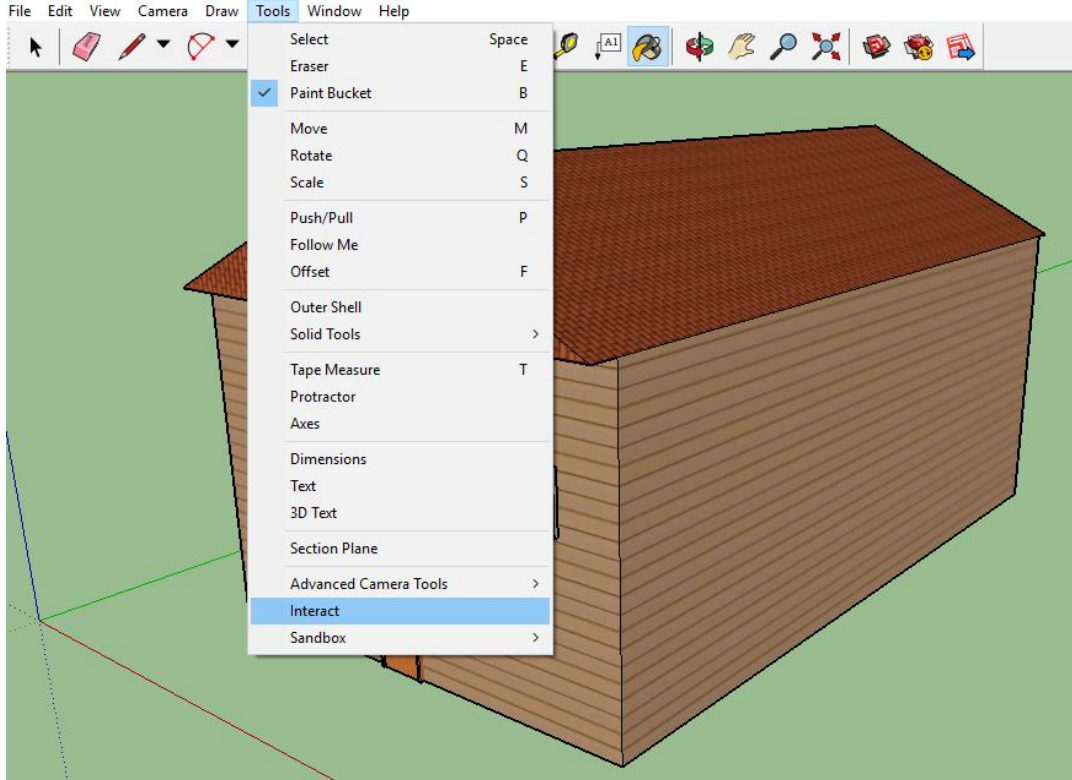 File Edit View Camera Draw Tools Window Help
A1
Select Space
Eraser E
Paint Bucket B
Move M
Rotate Q
Scale S
Push/Pull P
Follow Me
Offset F
Outer Shell
Solid Tools
Tape Measure T
Protractor
Axes
Dimensions
Text
3D Text
Section Plane
Advanced Camera Tools
Interact
Sandbox